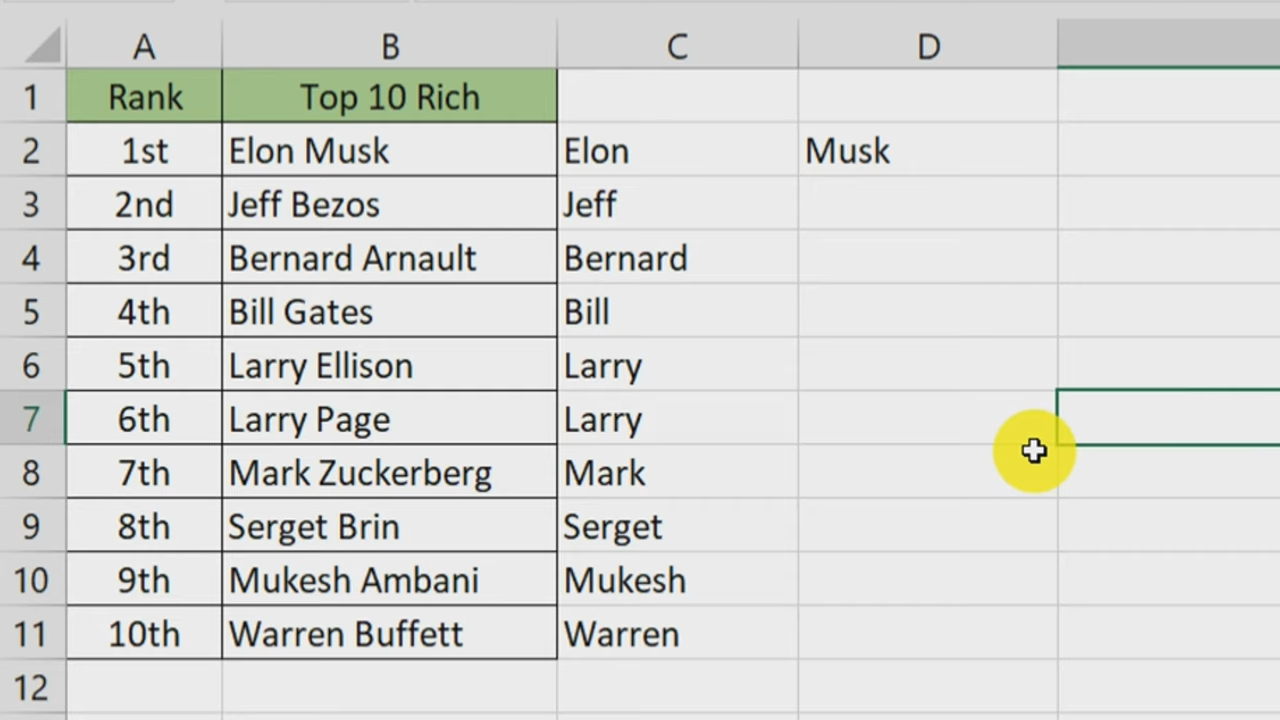 A B C D
1 Rank Top 10 Rich
2 1st Elon Musk Elon Musk
3 2nd Jeff Bezos Jeff
4 3rd Bernard Arnault Bernard
5 4th Bill Gates Bill
6 5th Larry Ellison Larry
7 6th Larry Page Larry
8 7th Mark Zuckerberg Mark
9 8th Serget Brin Serget
10 9th Mukesh Ambani Mukesh
11 10th Warren Buffett Warren
12